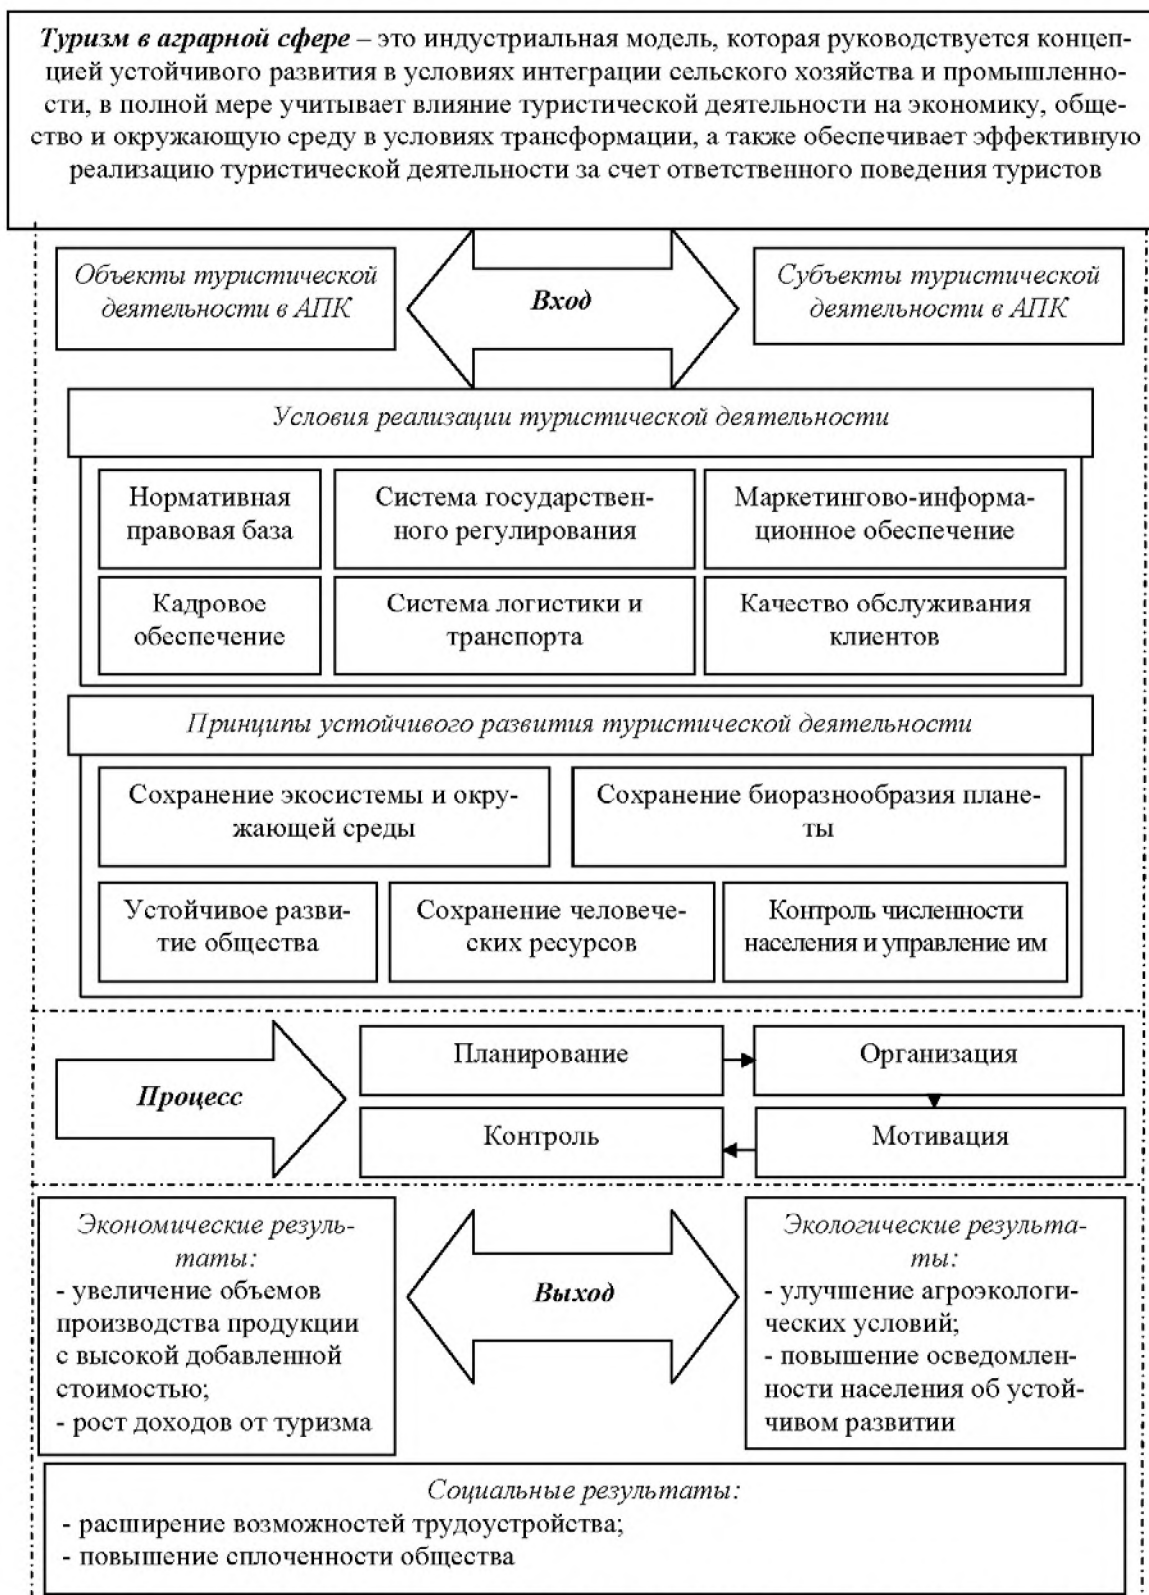 Туризм в аграрной сфере – это индустриальная модель, которая руководствуется концеп-
цией устойчивого развития в условиях интеграции сельского хозяйства и промышленно-
сти, в полной мере учитывает влияние туристической деятельности на экономику, обще-
ство и окружающую среду в условиях трансформации, а также обеспечивает эффективную
реализацию туристической деятельности за счет ответственного поведения туристов
Объекты туристической
деятельности в АПК
Вход
Субъекты туристической
деятельности в АПК
Условия реализации туристической деятельности
Нормативная
правовая база
Система государствен-
ного регулирования
Маркетингово-информа-
ционное обеспечение
Кадровое
обеспечение
Система логистики и
транспорта
Качество обслуживания
клиентов
Принципы устойчивого развития туристической деятельности
Сохранение экосистемы и окру-
жающей среды
Сохранение биоразнообразия плане-
ты
Устойчивое разви-
тие общества
Сохранение человече-
ских ресурсов
Контроль численности
населения и управление им
Процесс
Планирование
Организация
Контроль
Мотивация
Экономические резуль-
таты:
- увеличение объемов
производства продукции
с высокой добавленной
стоимостью;
- рост доходов от туризма
Выход
Экологические результа-
ты:
- улучшение агроэкологи-
ческих условий;
- повышение осведомлен-
ности населения об устой-
чивом развитии
Социальные результаты:
- расширение возможностей трудоустройства;
- повышение сплоченности общества